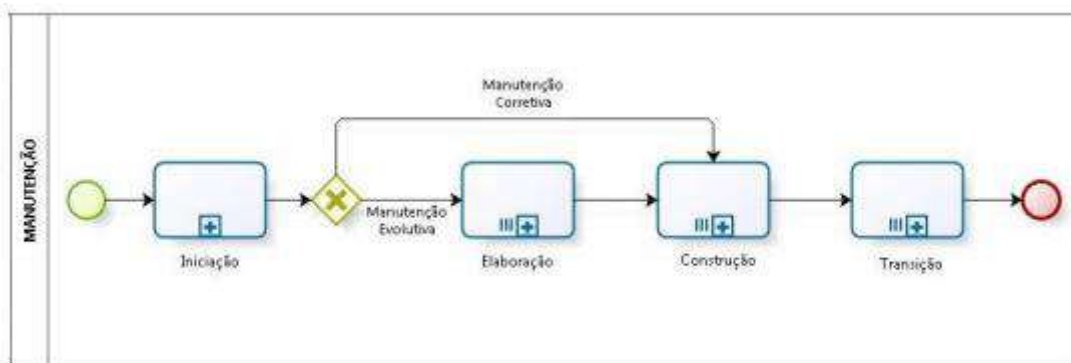 MANUTENÇÃO
Manutenção
Corretiva
Manutenção
Evolutiva
Iniciação
Elaboração
Construção
Transição